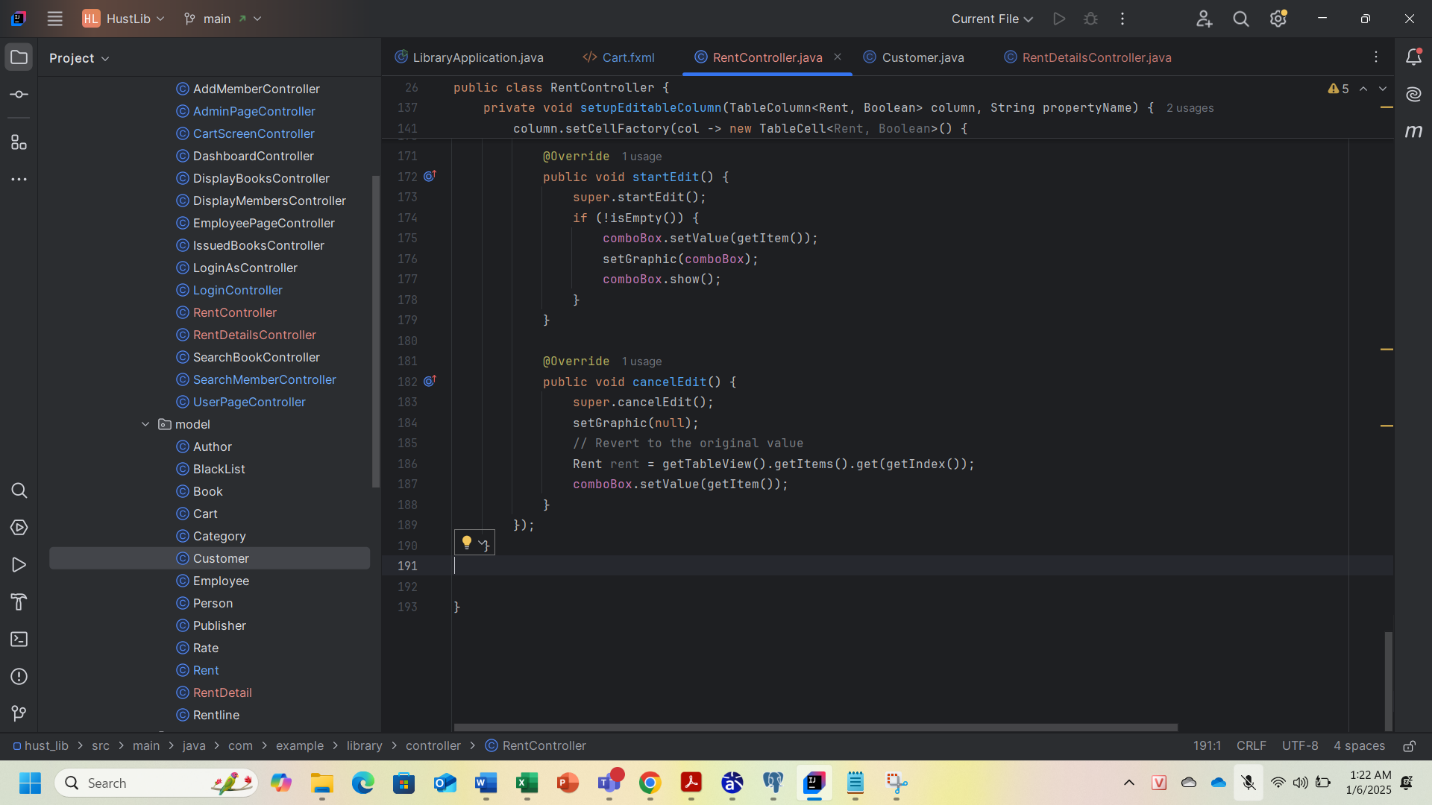 HL HustLib main Current File
Project
LibraryApplication.java Cart.fxml RentController.java Customer.java RentDetailsController.java
AddMemberController
AdminPageController
CartScreenController
DashboardController
DisplayBooksController
DisplayMembersController
EmployeePageController
IssuedBooksController
LoginAsController
LoginController
RentController
RentDetailsController
SearchBookController
SearchMemberController
UserPageController
model
Author
BlackList
Book
Cart
Category
Customer
Employee
Person
Publisher
Rate
Rent
RentDetail
Rentline
26 public class RentController { 5
137 private void setupEditableColumn(TableColumn<Rent, Boolean> column, String propertyName) { 2 usages
141 column.setCellFactory(col -> new TableCell<Rent, Boolean>() {
171 @Override 1 usage
172 public void startEdit() {
173 super.startEdit();
174 if (!isEmpty()) {
175 comboBox.setValue(getItem());
176 setGraphic(comboBox);
177 comboBox.show();
178 }
179 }
180
181 @Override 1 usage
182 public void cancelEdit() {
183 super.cancelEdit();
184 setGraphic(null);
185 // Revert to the original value
186 Rent rent = getTableView().getItems().get(getIndex());
187 comboBox.setValue(getItem());
188 }
189 });
190 }
191
192
193 }
hust_lib > src > main > java > com > example > library > controller > RentController 191:1 CRLF UTF-8 4 spaces
Search 1:22 AM
1/6/2025